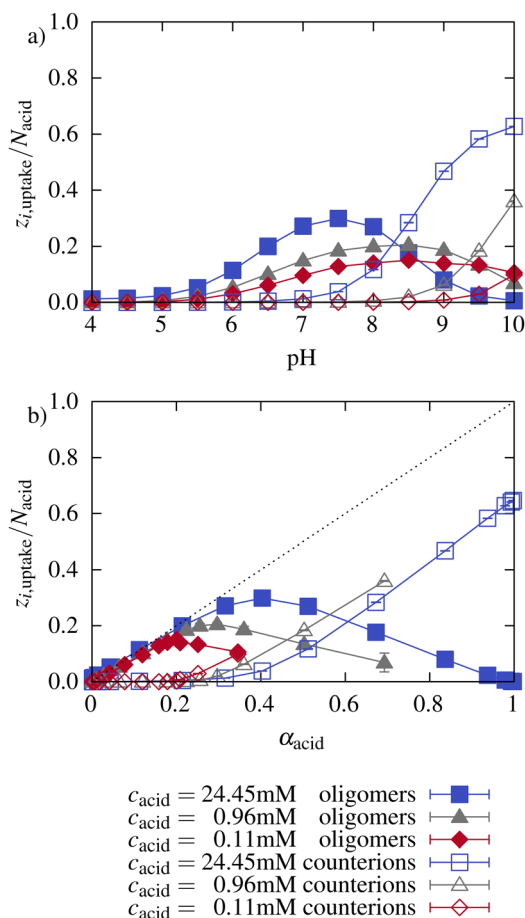 a)
1.0
0.8
0.6
0.4
0.2
0.0
z_{i,uptake}/N_{acid}
4 5 6 7 8 9 10
pH
b)
1.0
0.8
0.6
0.4
0.2
0.0
z_{i,uptake}/N_{acid}
0 0.2 0.4 0.6 0.8 1
α_{acid}
c_{acid} = 24.45mM oligomers
c_{acid} = 0.96mM oligomers
c_{acid} = 0.11mM oligomers
c_{acid} = 24.45mM counterions
c_{acid} = 0.96mM counterions
c_{acid} = 0.11mM counterions